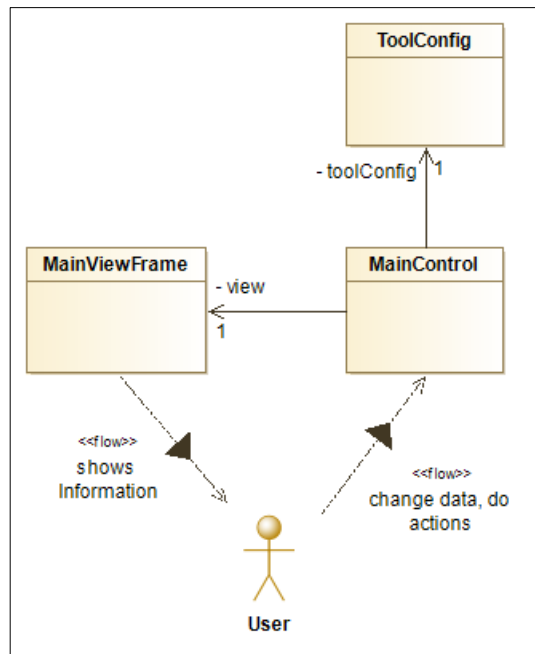 ToolConfig
- toolConfig
1
MainViewFrame
MainControl
- view
1
<<flow>>
shows
Information
<<flow>>
change data, do
actions
User